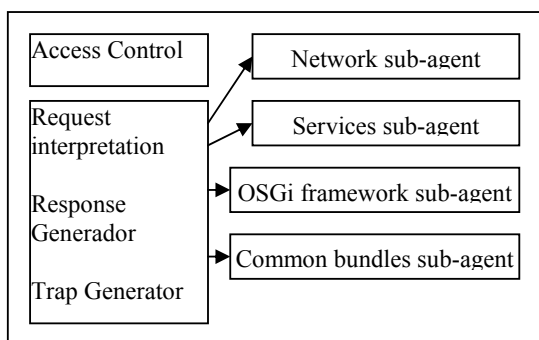 Access Control
Request
interpretation
Response
Generador
Trap Generator
Network sub-agent
Services sub-agent
OSGi framework sub-agent
Common bundles sub-agent